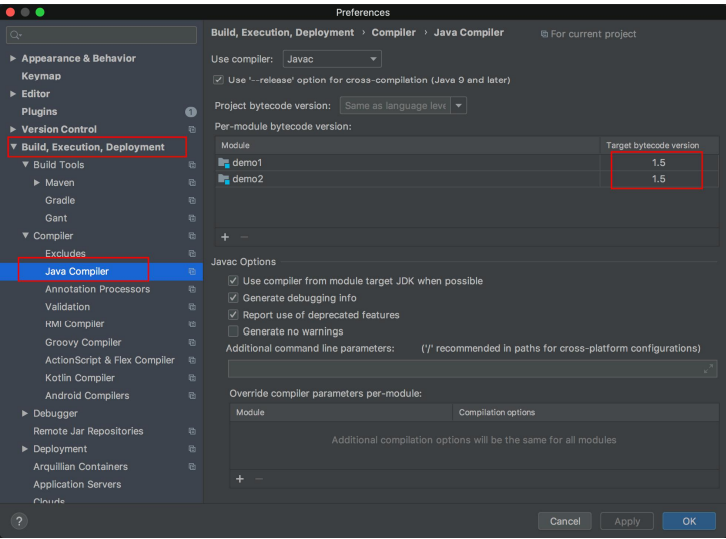 Preferences
Appearance & Behavior
Keymap
Editor
Plugins 1
Version Control
Build, Execution, Deployment
Build Tools
Maven
Gradle
Gant
Compiler
Excludes
Java Compiler
Annotation Processors
Validation
RMI Compiler
Groovy Compiler
ActionScript & Flex Compiler
Kotlin Compiler
Android Compilers
Debugger
Remote Jar Repositories
Deployment
Arquillian Containers
Application Servers
Clouds
Build, Execution, Deployment › Compiler › Java Compiler For current project
Use compiler: Javac
Use '--release' option for cross-compilation (Java 9 and later)
Project bytecode version: Same as language leve
Per-module bytecode version:
Module Target bytecode version
demo1 1.5
demo2 1.5
+ −
Javac Options
Use compiler from module target JDK when possible
Generate debugging info
Report use of deprecated features
Generate no warnings
Additional command line parameters: ('/' recommended in paths for cross-platform configurations)
Override compiler parameters per-module:
Module Compilation options
Additional compilation options will be the same for all modules
+ −
? Cancel Apply OK